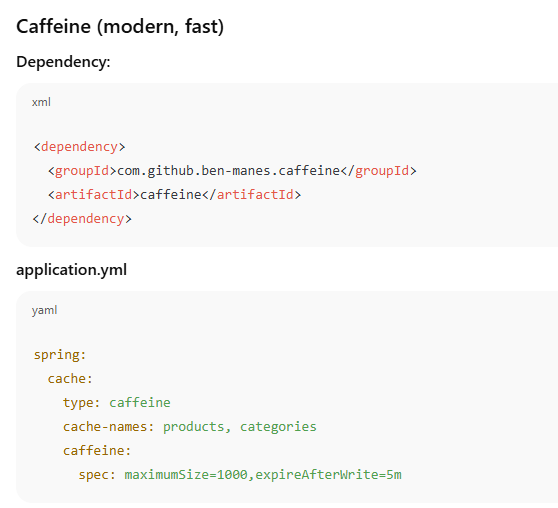 Caffeine (modern, fast)
Dependency:
xml
<dependency>
  <groupId>com.github.ben-manes.caffeine</groupId>
  <artifactId>caffeine</artifactId>
</dependency>
application.yml
yaml
spring:
  cache:
    type: caffeine
    cache-names: products, categories
    caffeine:
      spec: maximumSize=1000,expireAfterWrite=5m